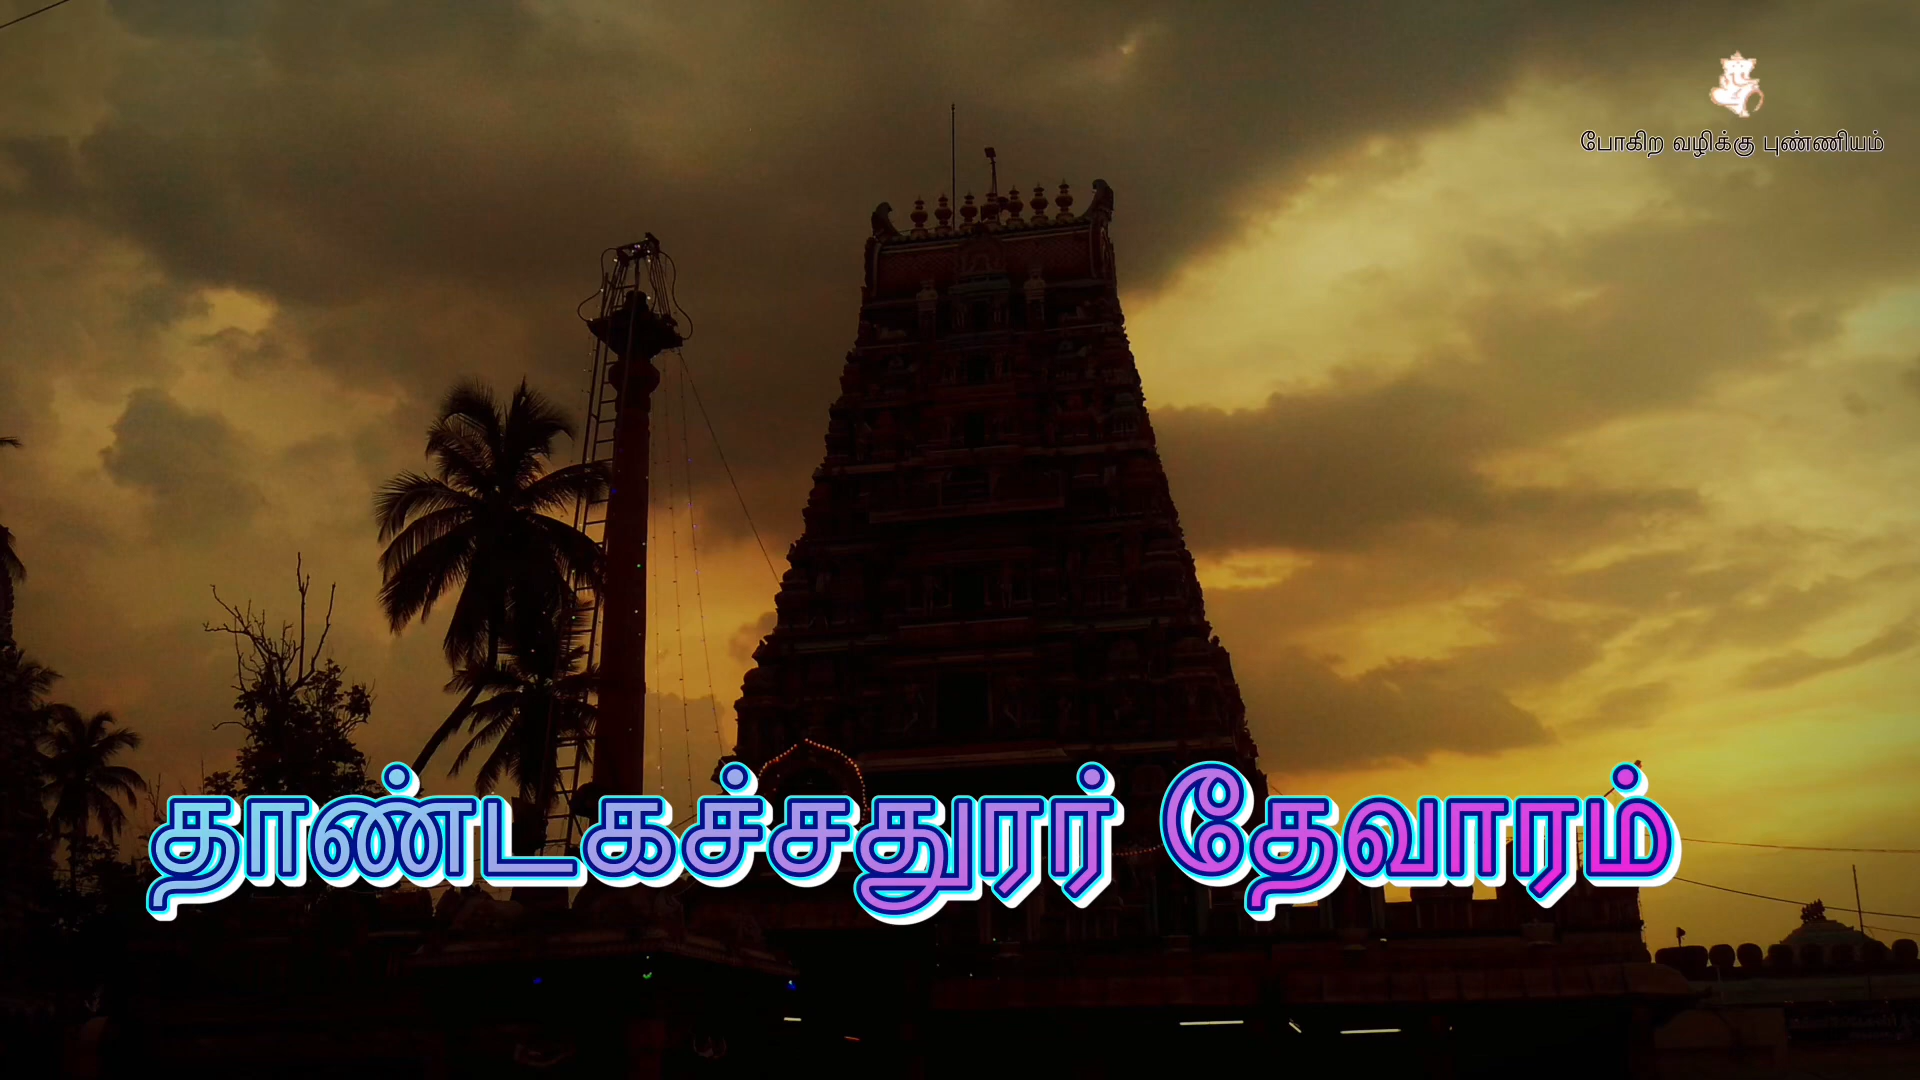 போகிற வழிக்கு புண்ணியம்
தாண்டகச்சதுரர் தேவாரம்